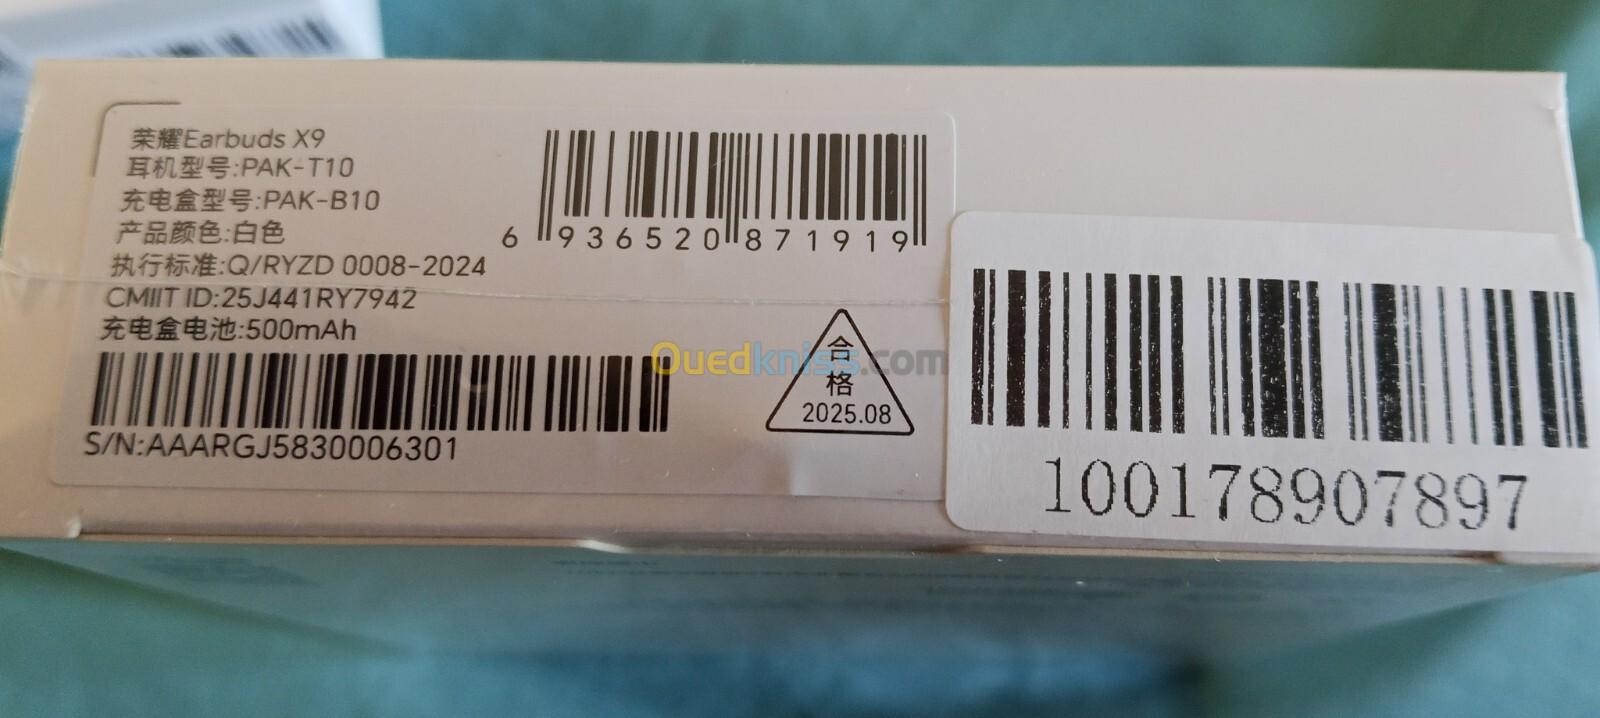 荣耀Earbuds X9
耳机型号:PAK-T10
充电盒型号:PAK-B10
产品颜色:白色
执行标准:Q/RYZD 0008-2024
CMIIT ID:25J441RY7942
充电盒电池:500mAh
S/N:AAARGJ5830006301
6 936520 871919
合
格
2025.08
Ouedkniss.com
100178907897